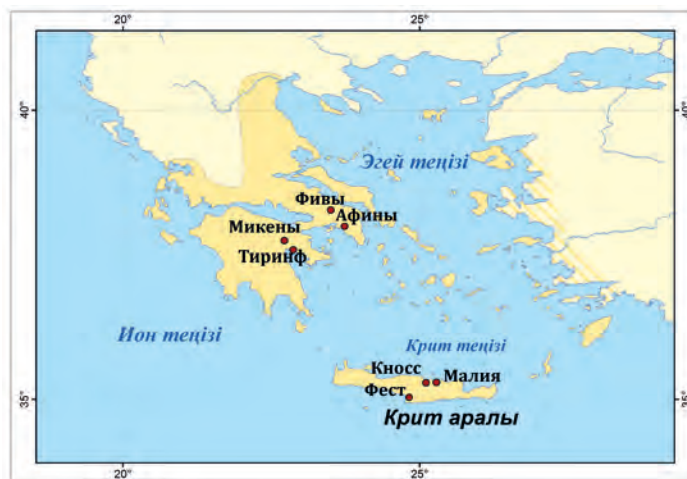 20°
25°
40°
40°
Эгей теңізі
Фивы
Афины
Микены
Тиринф
Ион теңізі
Крит теңізі
Кносс
Малия
Фест
35°
35°
Крит аралы
20°
25°